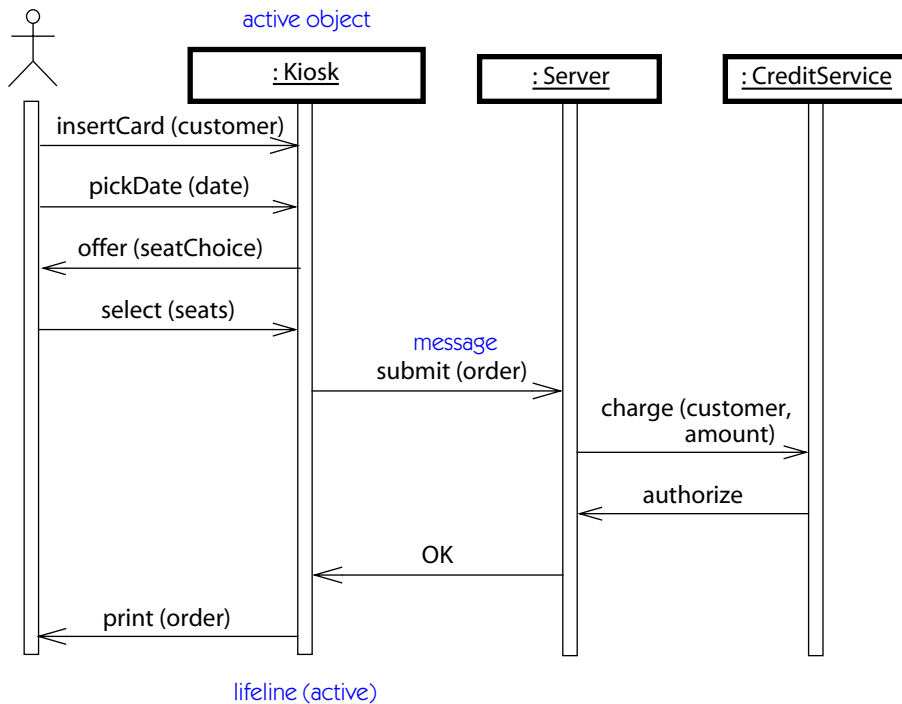 active object
: Kiosk
: Server
: CreditService
insertCard (customer)
pickDate (date)
offer (seatChoice)
select (seats)
message
submit (order)
charge (customer,
amount)
authorize
OK
print (order)
lifeline (active)